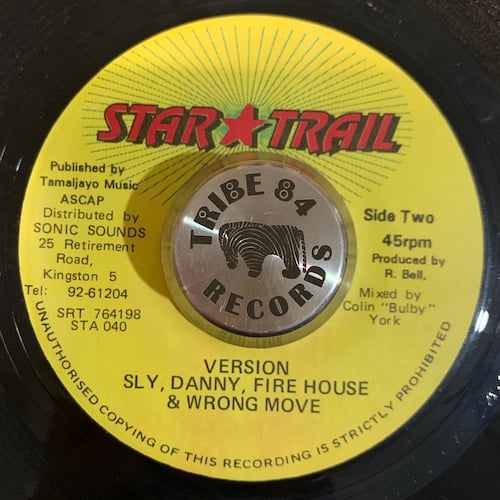 STAR★TRAIL
Published by
Tamaljayo Music
ASCAP
Distributed by
SONIC SOUNDS
25 Retirement
Road,
Kingston 5
Tel: 92-61204
SRT 764198
STA 040
TRIBE 84
RECORDS
Side Two
45rpm
Produced by
R. Bell,
Mixed by
Colin "Bulby"
York
VERSION
SLY, DANNY, FIRE HOUSE
& WRONG MOVE
UNAUTHORISED COPYING OF THIS RECORDING IS STRICTLY PROHIBITED